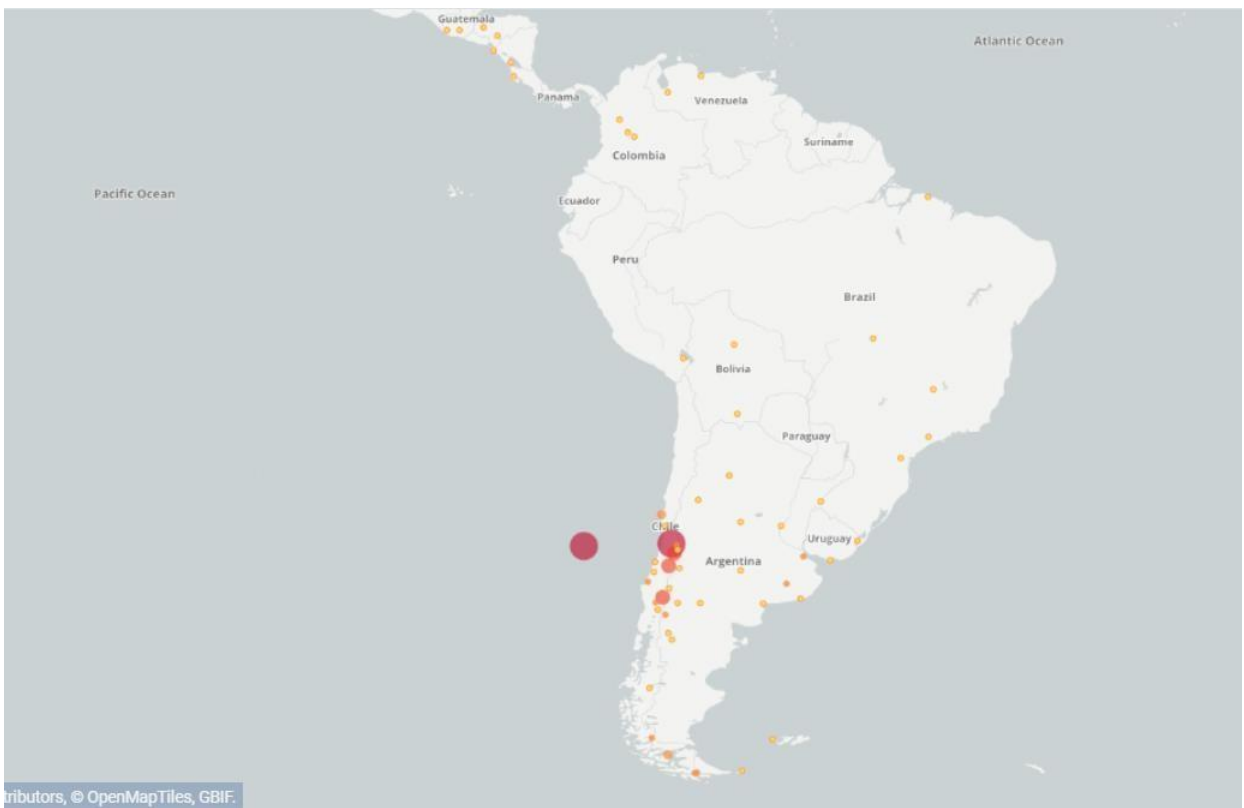 Guatemala
Atlantic Ocean
Panama
Venezuela
Suriname
Colombia
Pacific Ocean
Ecuador
Peru
Brazil
Bolivia
Paraguay
Chile
Uruguay
Argentina
tributors, © OpenMapTiles, GBIF.